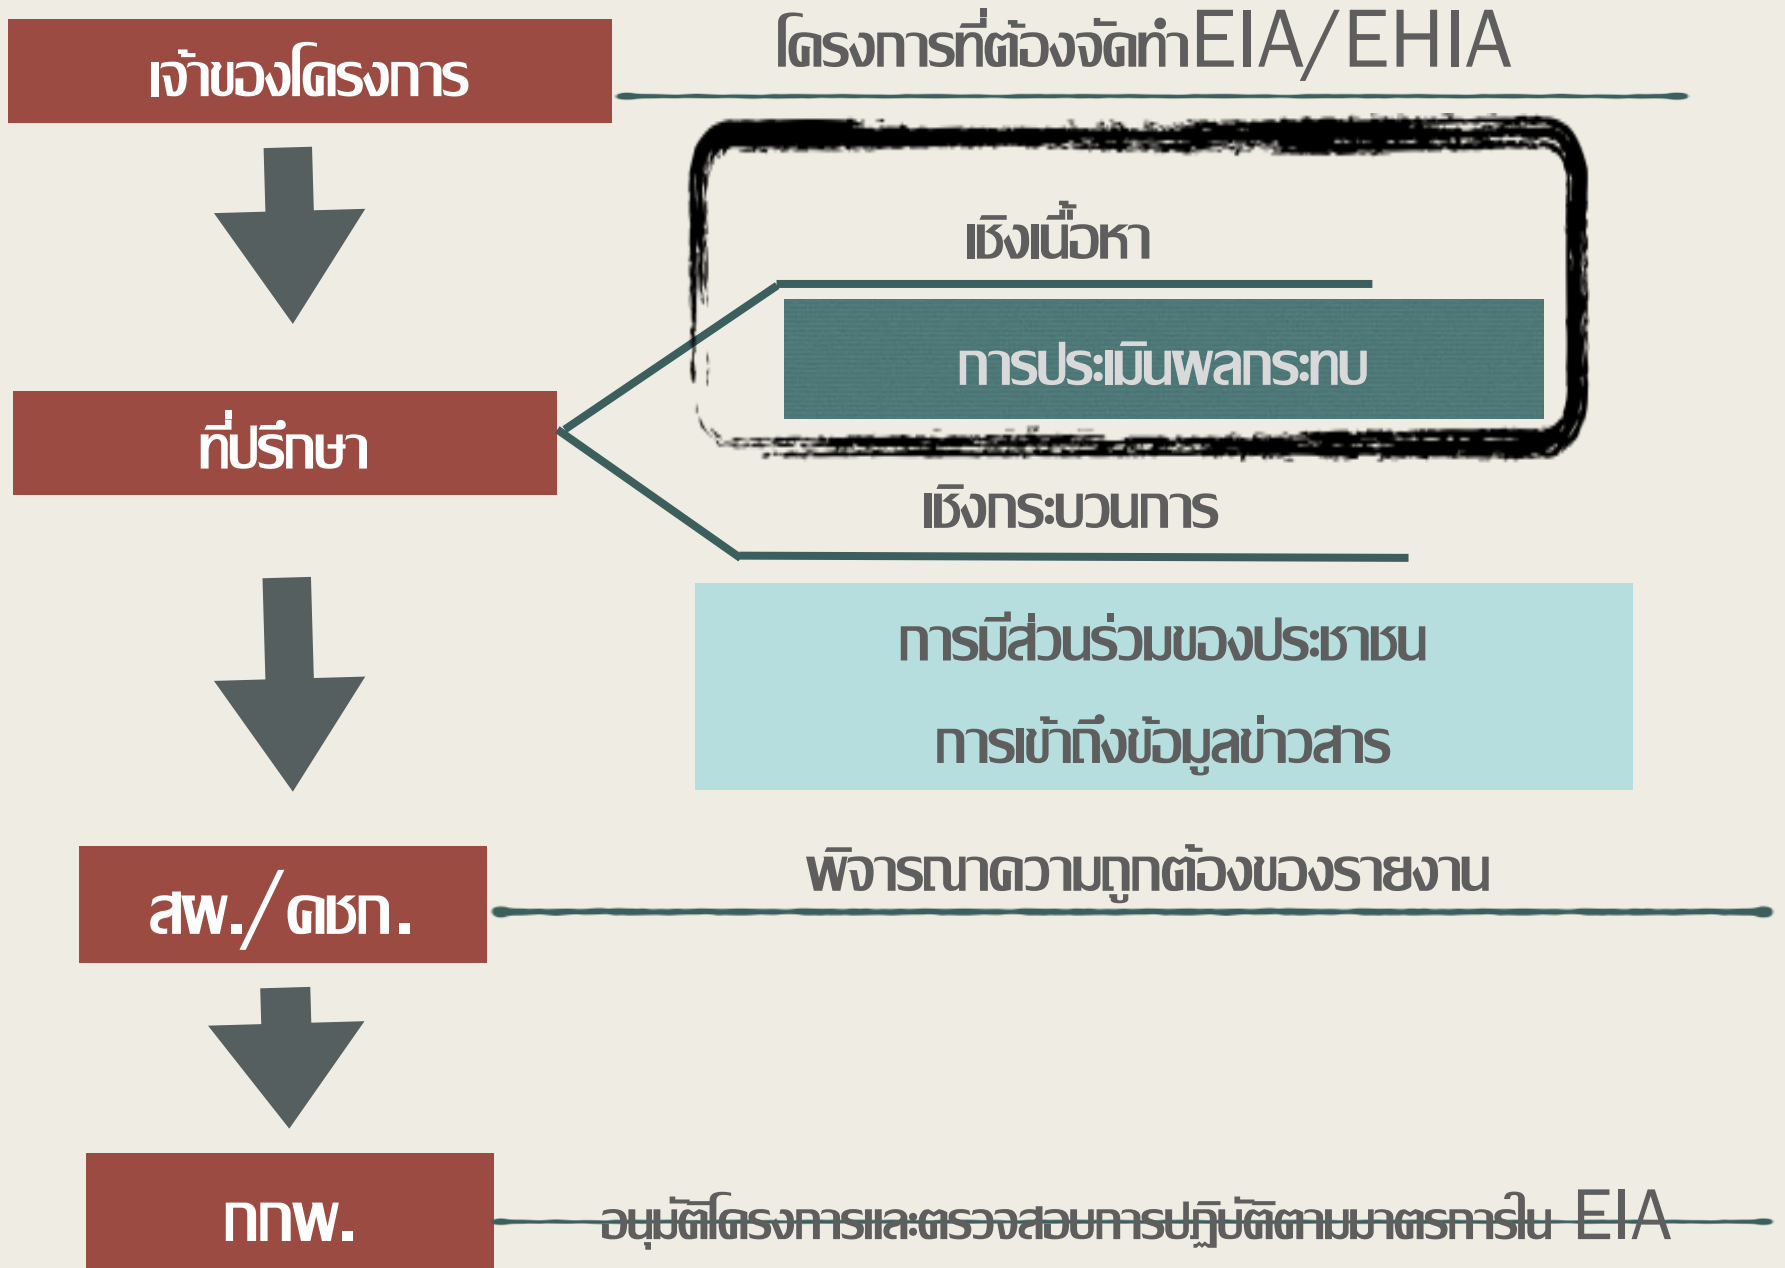 เจ้าของโครงการ
โครงการที่ต้องจัดทำEIA/EHIA
เชิงเนื้อหา
การประเมินผลกระทบ
ที่ปรึกษา
เชิงกระบวนการ
การมีส่วนร่วมของประชาชน
การเข้าถึงข้อมูลข่าวสาร
สผ./คชก.
พิจารณาความถูกต้องของรายงาน
กกพ.
อนุมัติโครงการและตรวจสอบการปฏิบัติตามมาตรการใน EIA